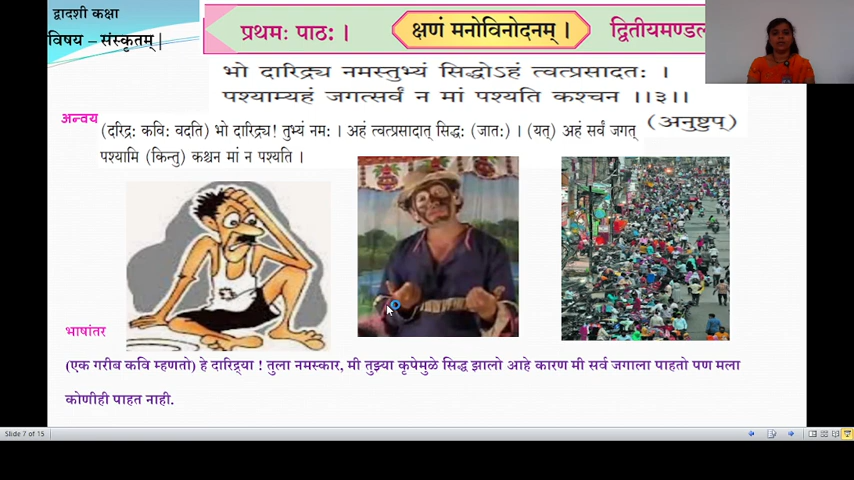 द्वादशी कक्षा
विषय – संस्कृतम् |
प्रथमः पाठः ।
क्षणं मनोविनोदनम् ।
द्वितीयमण्डल
भो दारिद्र्य नमस्तुभ्यं सिद्धोऽहं त्वत्प्रसादतः ।
पश्याम्यहं जगत्सर्वं न मां पश्यति कश्चन ।।३।।
(अनुष्टुप्)
अन्वय
(दरिद्रः कविः वदति) भो दारिद्र्य! तुभ्यं नमः । अहं त्वत्प्रसादात् सिद्धः (जातः) । (यत्) अहं सर्वं जगत्
पश्यामि (किन्तु) कश्चन मां न पश्यति ।
भाषांतर
(एक गरीब कवि म्हणतो) हे दारिद्र्या ! तुला नमस्कार, मी तुझ्या कृपेमुळे सिद्ध झालो आहे कारण मी सर्व जगाला पाहतो पण मला
कोणीही पाहत नाही.
Slide 7 of 15